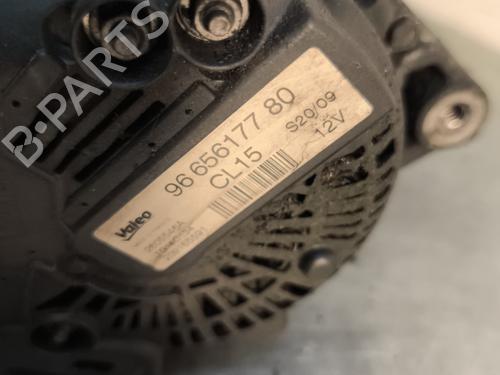 B-PARTS
96 656177 80
CL15
S20/09
12V
Valeo